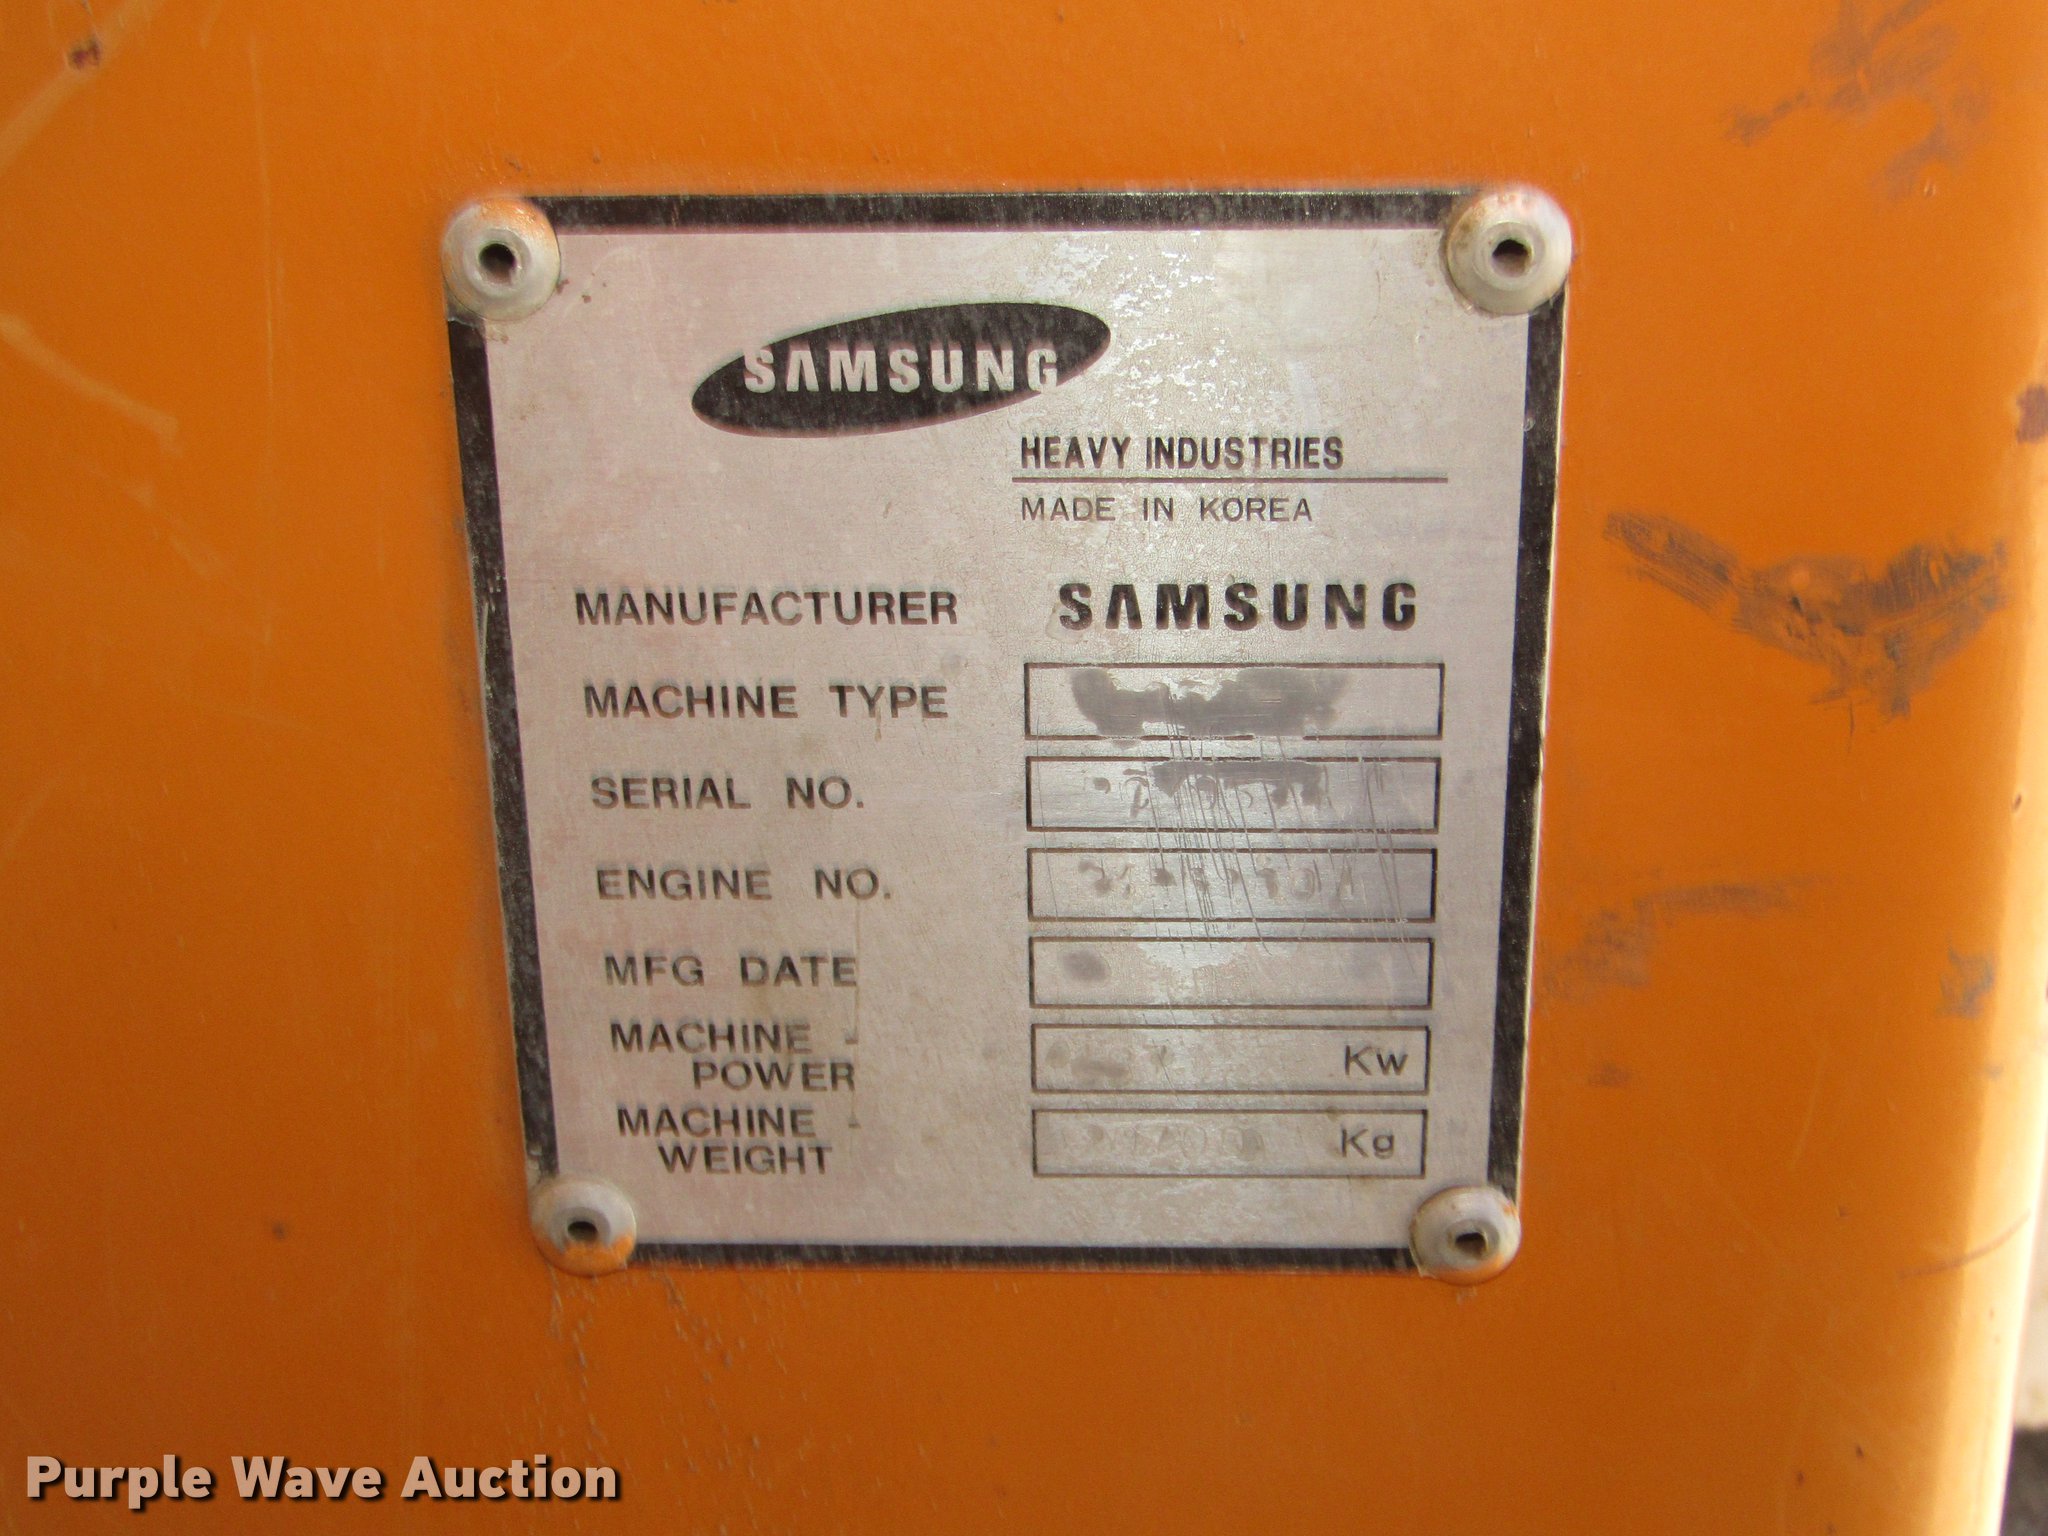 SAMSUNG
HEAVY INDUSTRIES
MADE IN KOREA
MANUFACTURER SAMSUNG
MACHINE TYPE
SERIAL NO.
ENGINE NO.
MFG DATE
MACHINE -
POWER Kw
MACHINE -
WEIGHT Kg
Purple Wave Auction